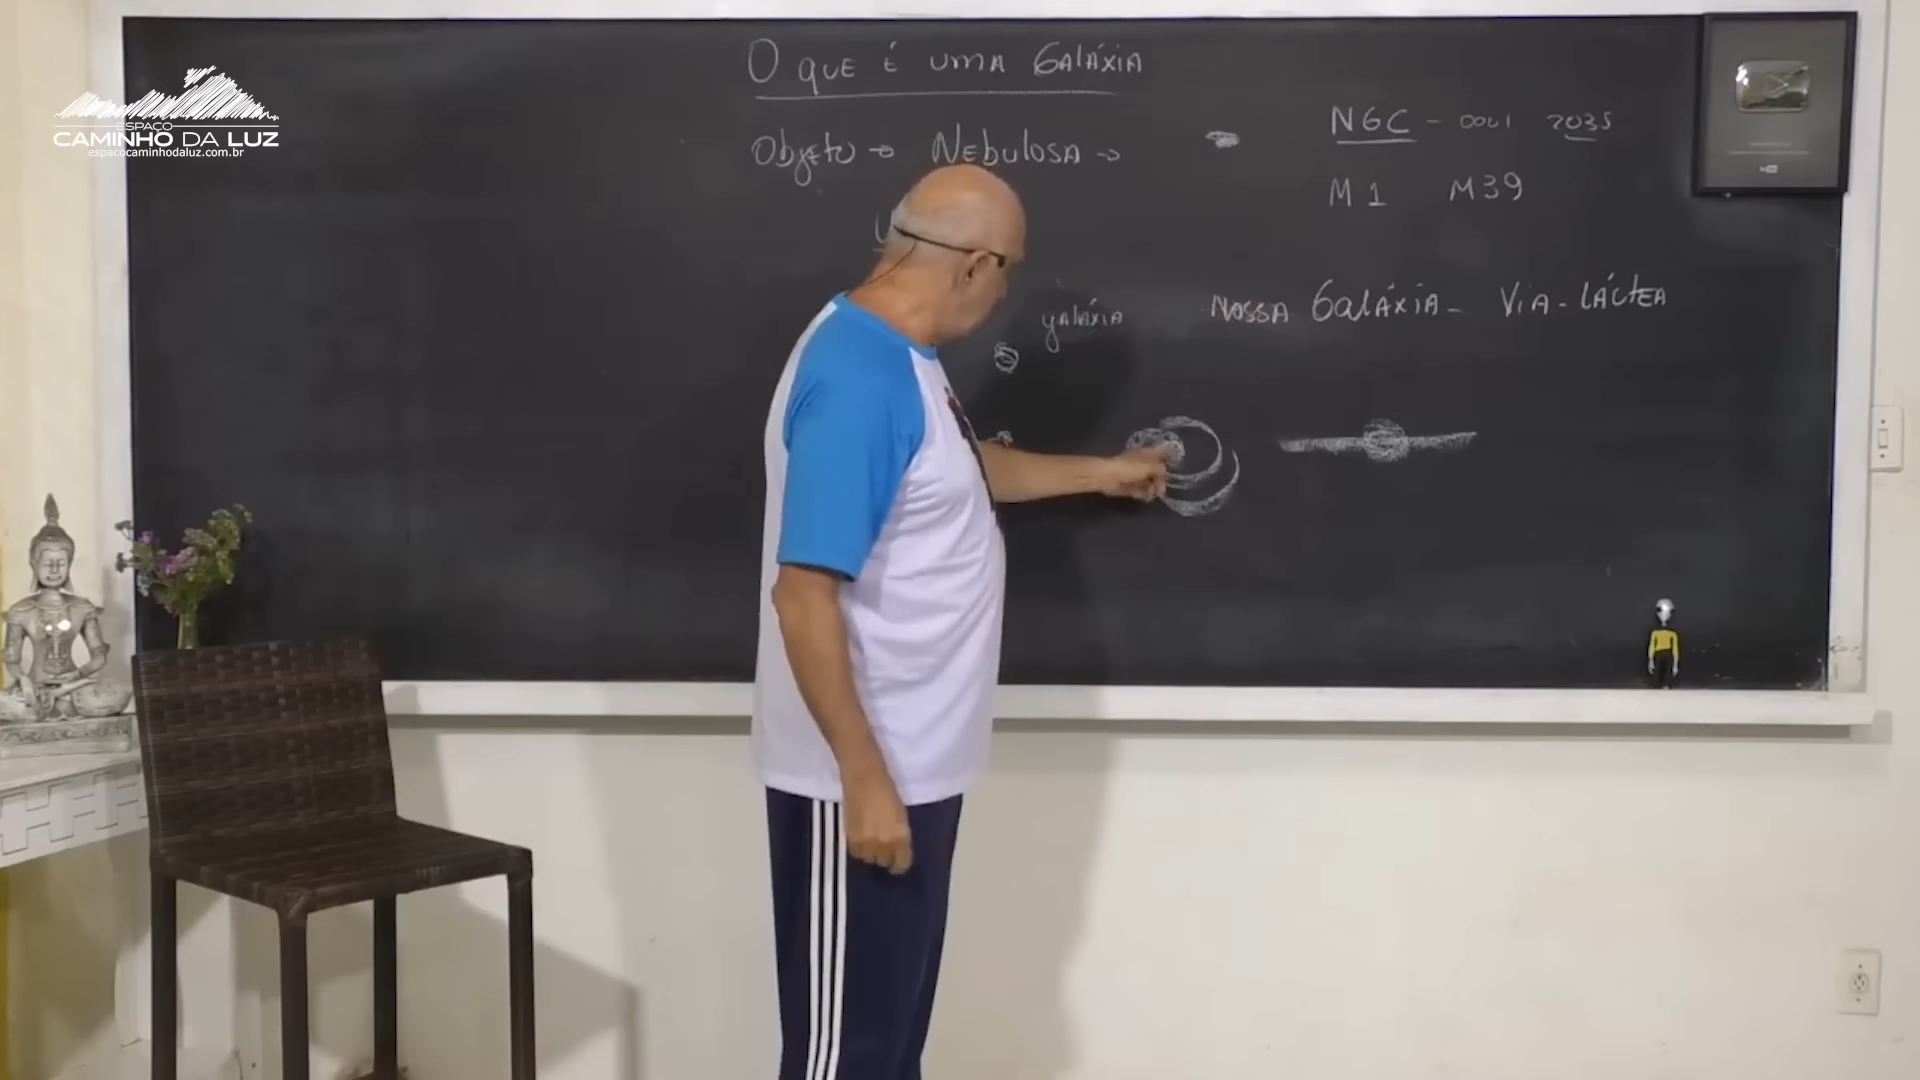 O QUE É UMA GALÁXIA
ESPAÇO
CAMINHO DA LUZ
espacocaminhodaluz.com.br
Objeto → NEBULOSA →
NGC - 0001 2035
M 1 M39
galáxia
NOSSA GALÁXIA - VIA - LÁCTEA